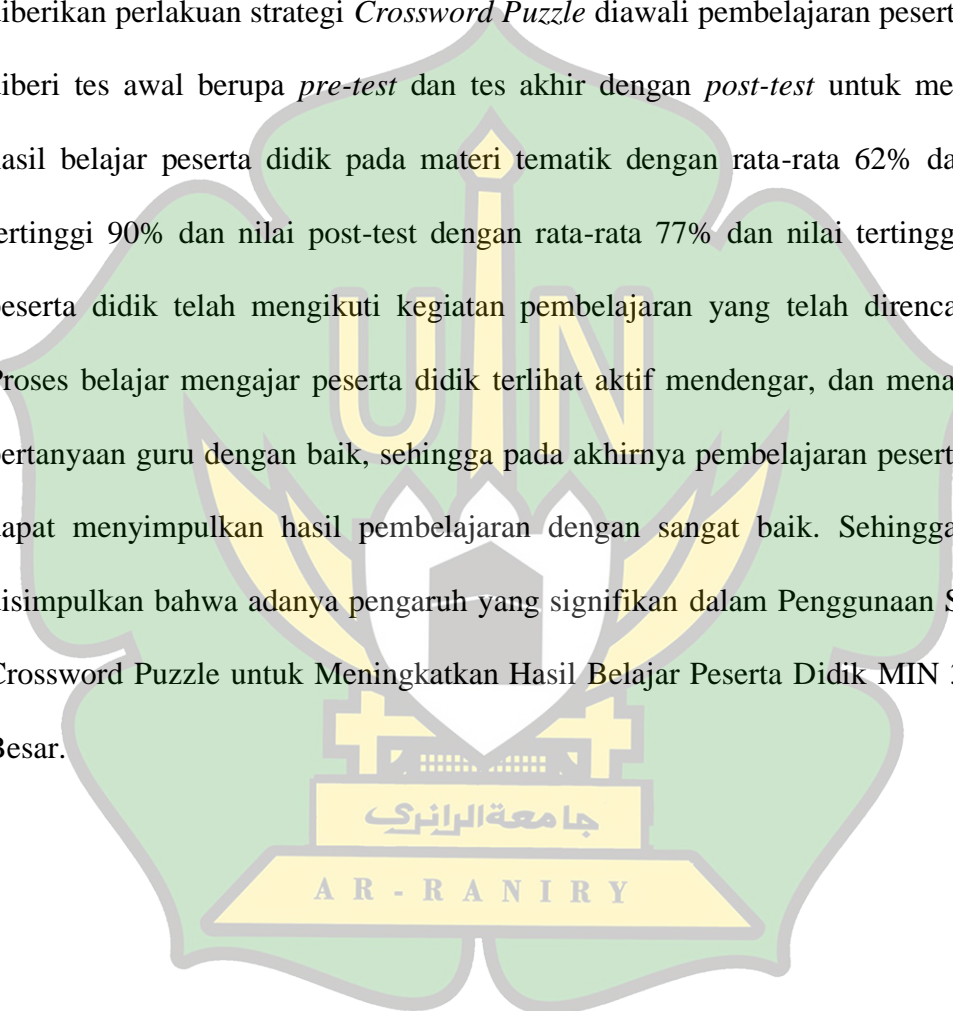 diberikan perlakuan strategi Crossword Puzzle diawali pembelajaran pesert
diberi tes awal berupa pre-test dan tes akhir dengan post-test untuk me
hasil belajar peserta didik pada materi tematik dengan rata-rata 62% da
tertinggi 90% dan nilai post-test dengan rata-rata 77% dan nilai tertingg
peserta didik telah mengikuti kegiatan pembelajaran yang telah direnca
Proses belajar mengajar peserta didik terlihat aktif mendengar, dan mena
pertanyaan guru dengan baik, sehingga pada akhirnya pembelajaran pesert
dapat menyimpulkan hasil pembelajaran dengan sangat baik. Sehingga
disimpulkan bahwa adanya pengaruh yang signifikan dalam Penggunaan S
Crossword Puzzle untuk Meningkatkan Hasil Belajar Peserta Didik MIN 3
Besar.
UIN
جامعة الرانري
AR-RANIRY